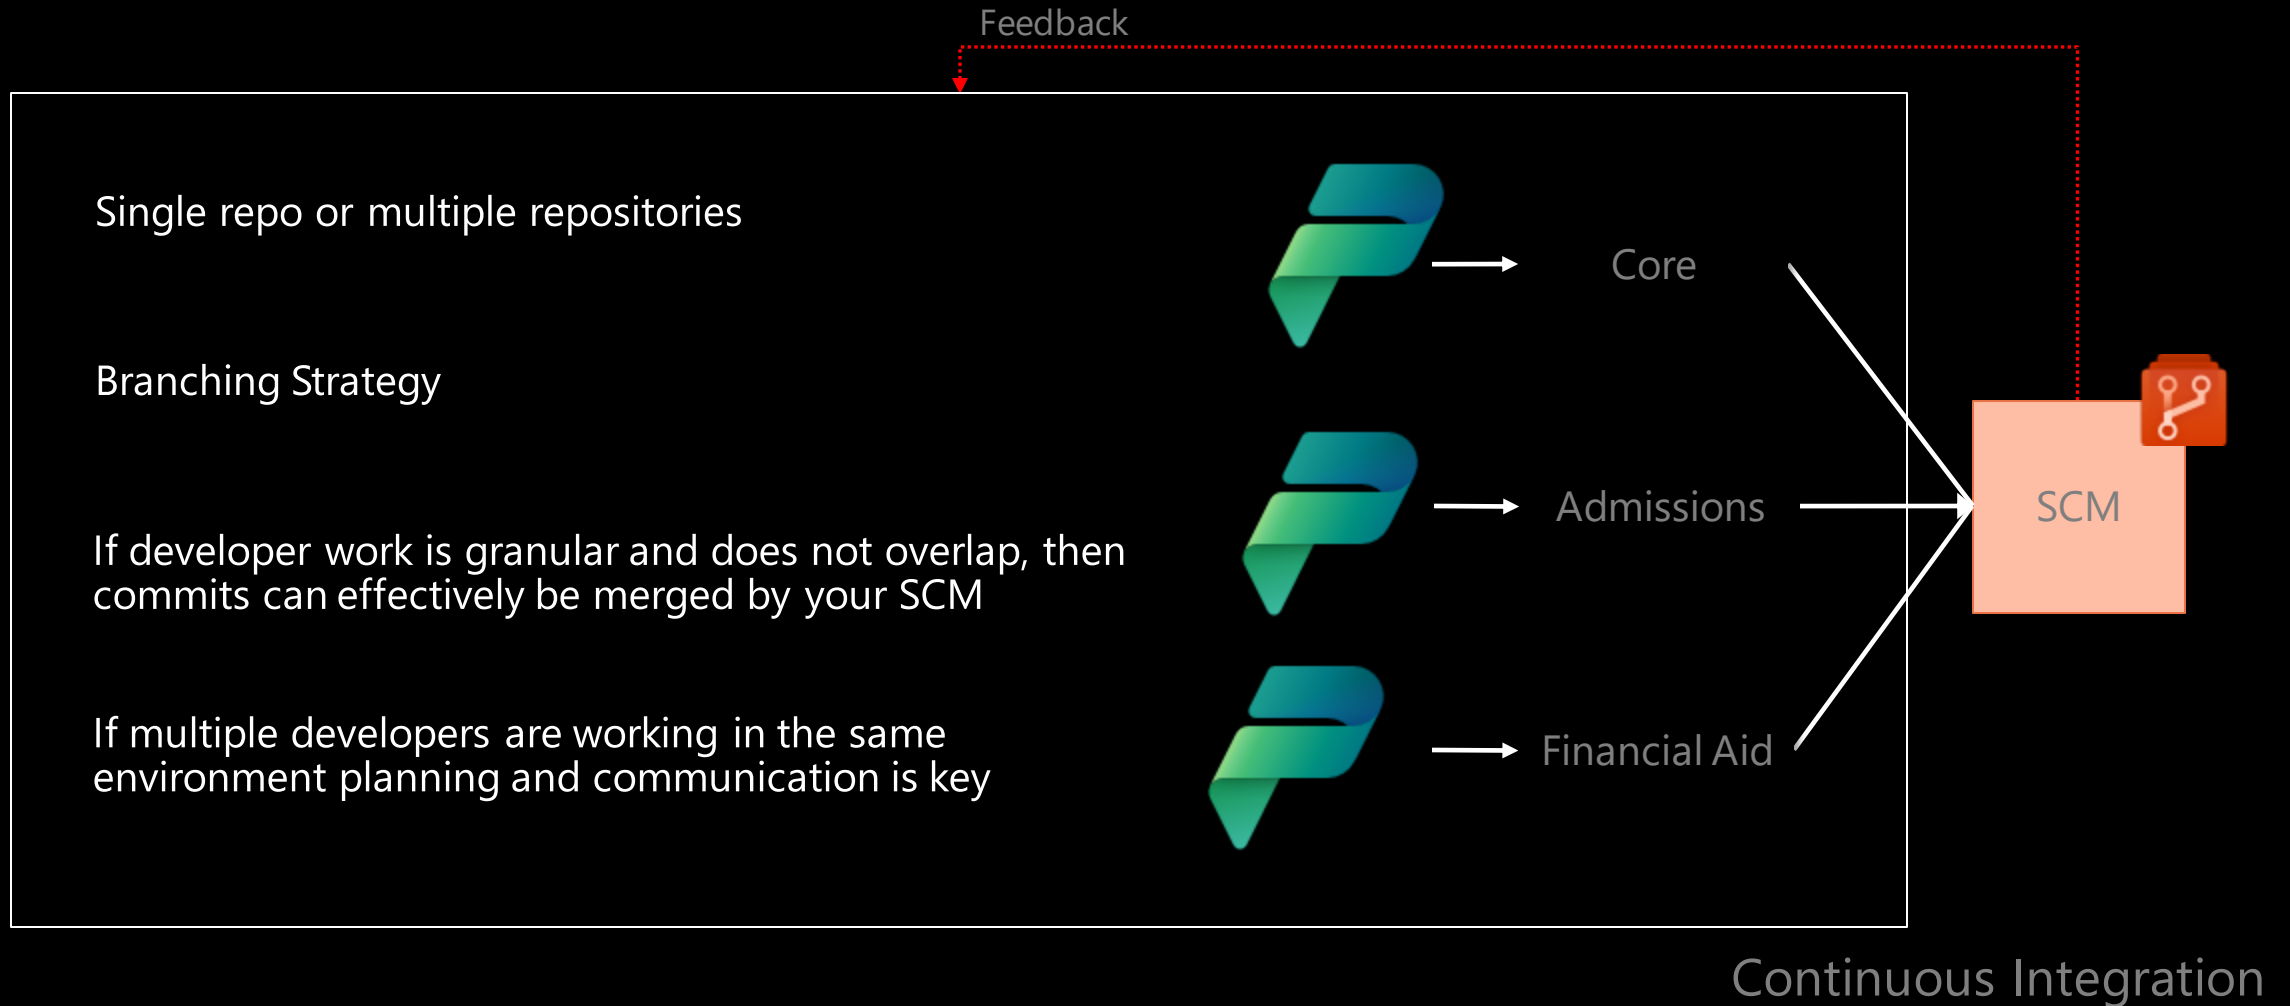 Feedback
Single repo or multiple repositories
Branching Strategy
If developer work is granular and does not overlap, then
commits can effectively be merged by your SCM
If multiple developers are working in the same
environment planning and communication is key
Core
Admissions
Financial Aid
SCM
Continuous Integration